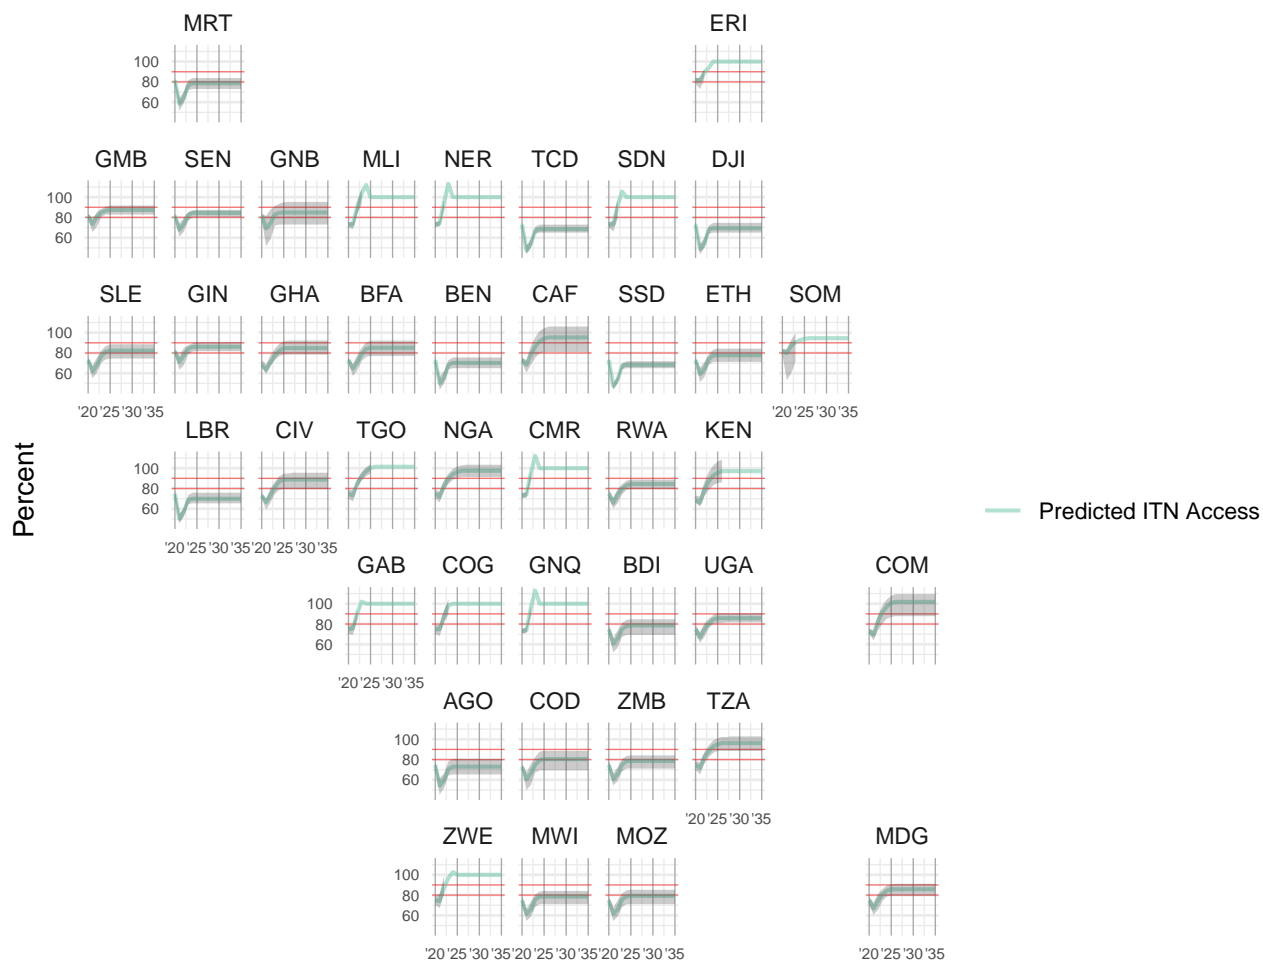 MRT ERI
100
80
60
GMB SEN GNB MLI NER TCD SDN DJI
100
80
60
SLE GIN GHA BFA BEN CAF SSD ETH SOM
100
80
60
'20 '25 '30 '35 '20 '25 '30 '35
LBR CIV TGO NGA CMR RWA KEN
100
80
60
'20 '25 '30 '35 '20 '25 '30 '35
GAB COG GNQ BDI UGA COM
100
80
60
'20 '25 '30 '35
AGO COD ZMB TZA
100
80
60
'20 '25 '30 '35
ZWE MWI MOZ MDG
100
80
60
'20 '25 '30 '35 '20 '25 '30 '35 '20 '25 '30 '35 '20 '25 '30 '35
Percent
Predicted ITN Access